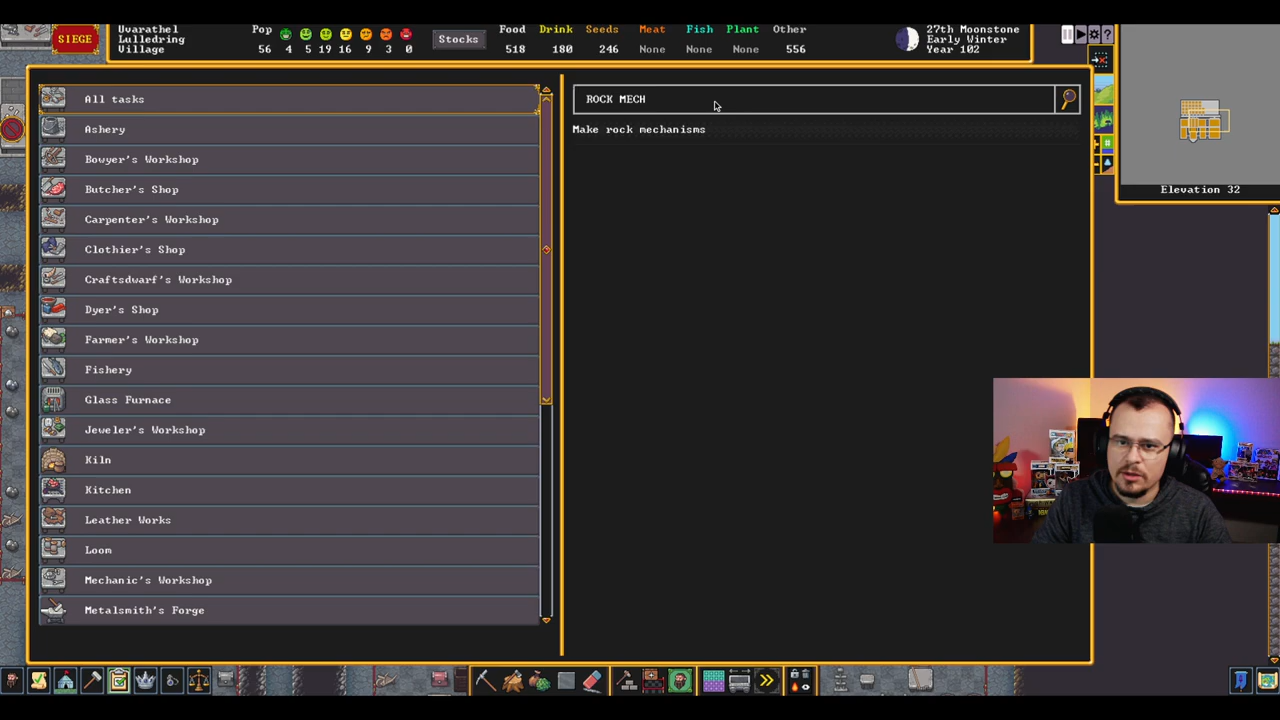 SIEGE
Uvarathel
Lulledring
Village
Pop
56 4 5 19 16 9 3 0
Stocks
Food Drink Seeds Meat Fish Plant Other
518 180 246 None None None 556
27th Moonstone
Early Winter
Year 102
?
Elevation 32
All tasks
Ashery
Bowyer's Workshop
Butcher's Shop
Carpenter's Workshop
Clothier's Shop
Craftsdwarf's Workshop
Dyer's Shop
Farmer's Workshop
Fishery
Glass Furnace
Jeweler's Workshop
Kiln
Kitchen
Leather Works
Loom
Mechanic's Workshop
Metalsmith's Forge
ROCK MECH
Make rock mechanisms